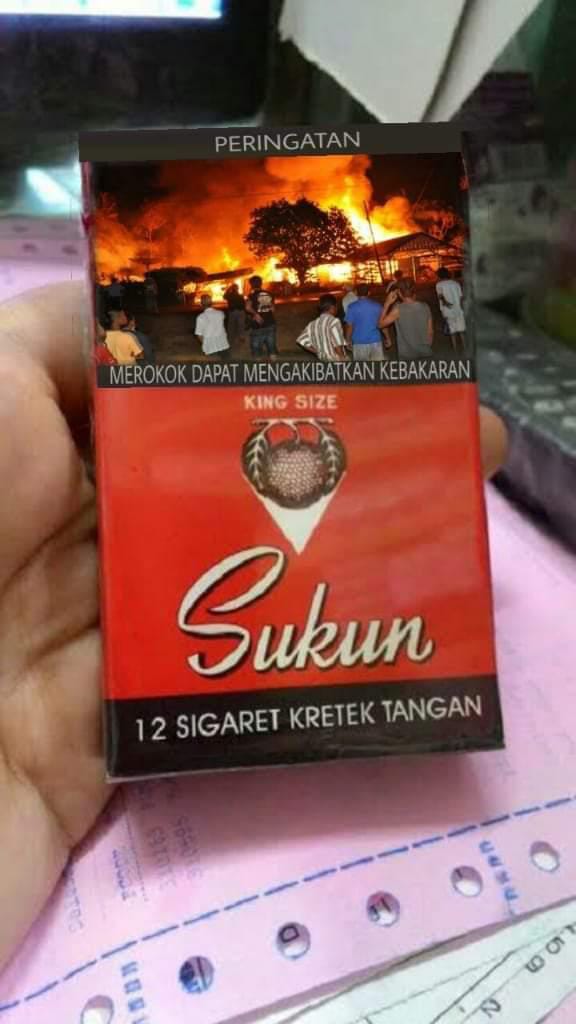 PERINGATAN
MEROKOK DAPAT MENGAKIBATKAN KEBAKARAN
KING SIZE
Sukun
12 SIGARET KRETEK TANGAN